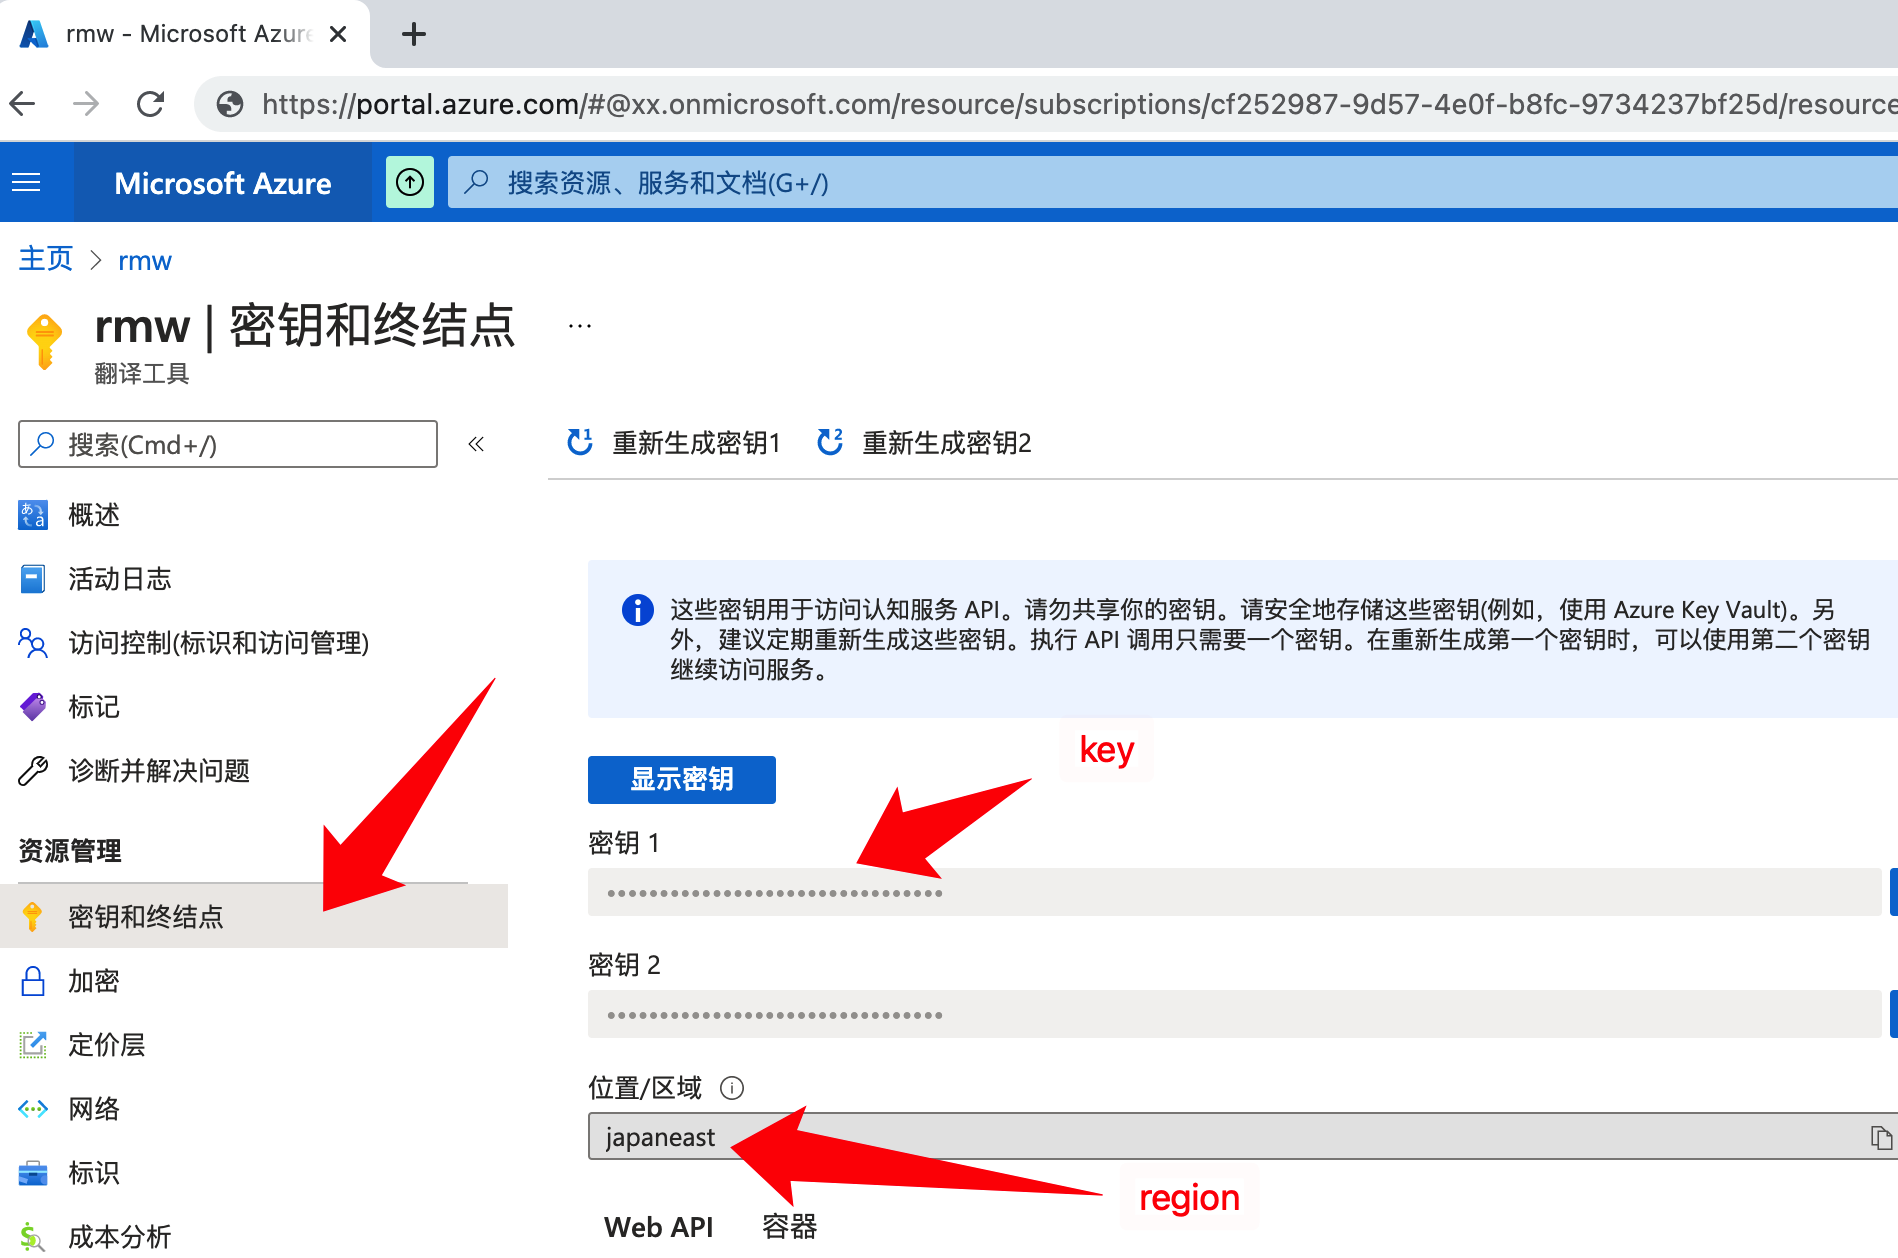 rmw - Microsoft Azure
https://portal.azure.com/#@xx.onmicrosoft.com/resource/subscriptions/cf252987-9d57-4e0f-b8fc-9734237bf25d/resource
Microsoft Azure
搜索资源、服务和文档(G+/)
主页 > rmw
rmw | 密钥和终结点 ...
翻译工具
搜索(Cmd+/)
«
重新生成密钥1
重新生成密钥2
概述
活动日志
访问控制(标识和访问管理)
标记
诊断并解决问题
资源管理
密钥和终结点
加密
定价层
网络
标识
成本分析
这些密钥用于访问认知服务 API。请勿共享你的密钥。请安全地存储这些密钥(例如，使用 Azure Key Vault)。另
外，建议定期重新生成这些密钥。执行 API 调用只需要一个密钥。在重新生成第一个密钥时，可以使用第二个密钥
继续访问服务。
key
显示密钥
密钥 1
••••••••••••••••••••••••••••••••
密钥 2
••••••••••••••••••••••••••••••••
位置/区域
japaneast
region
Web API
容器